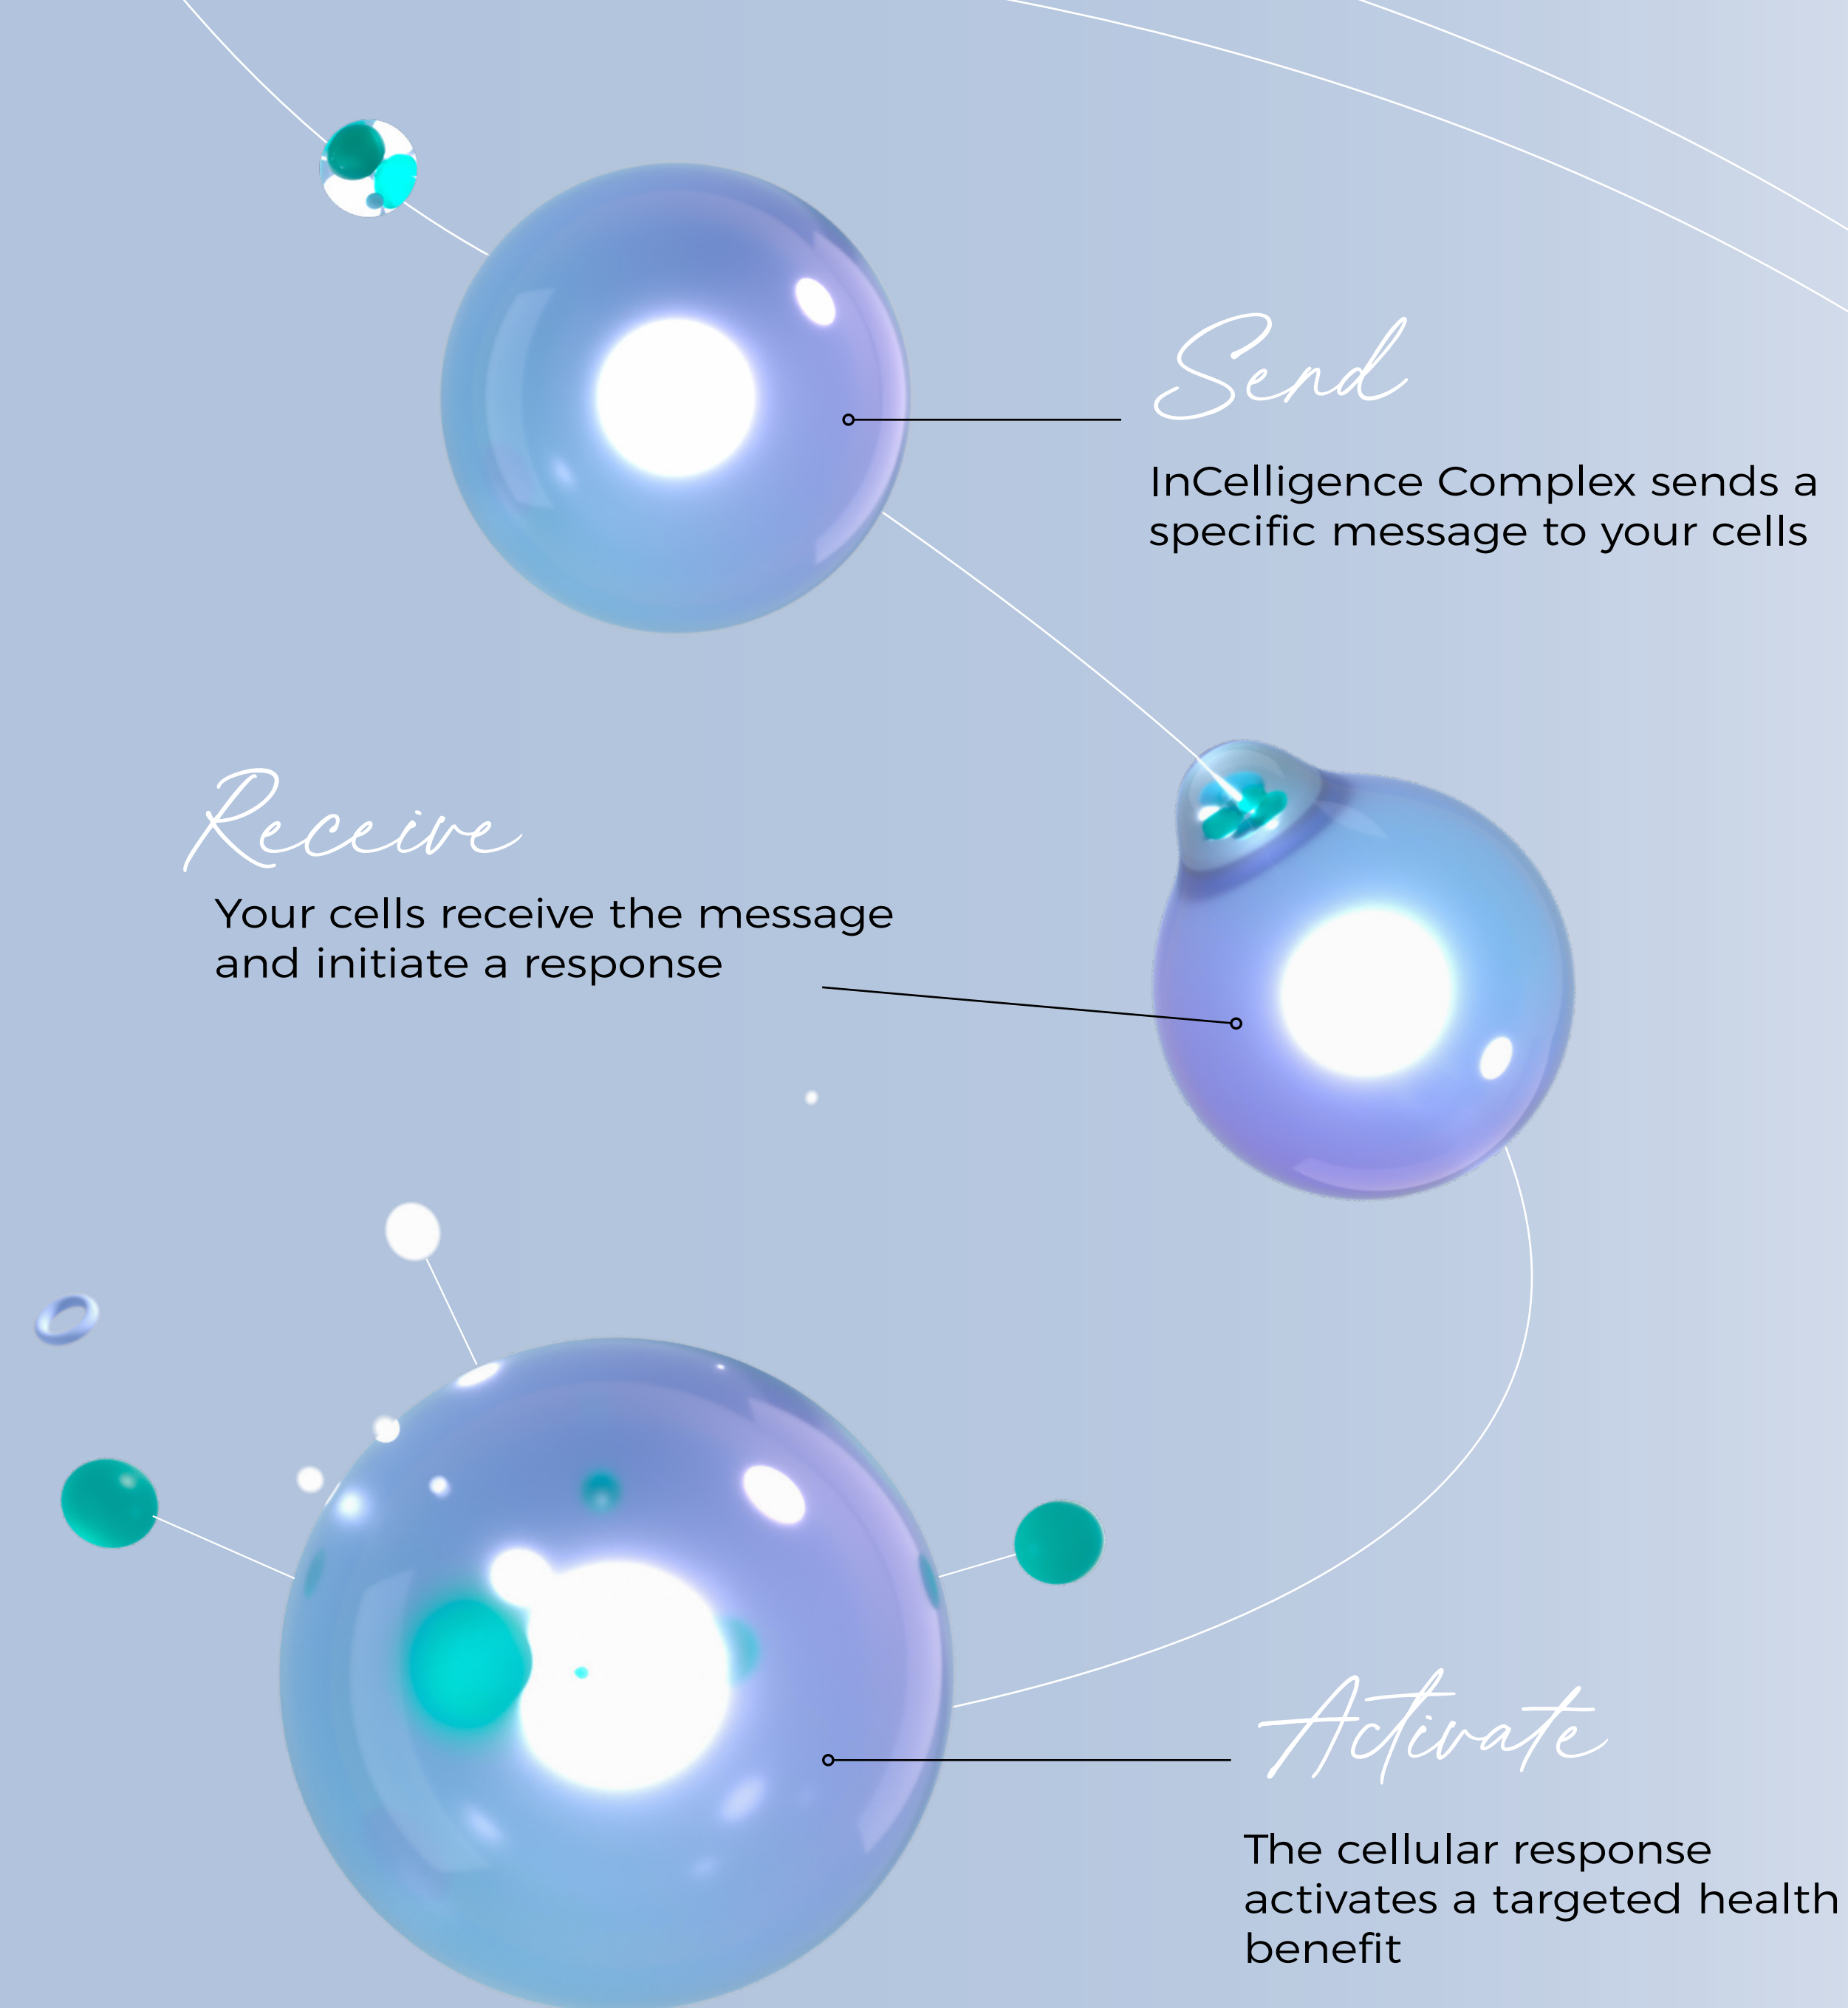 Send
InCelligence Complex sends a
specific message to your cells
Receive
Your cells receive the message
and initiate a response
Activate
The cellular response
activates a targeted health
benefit